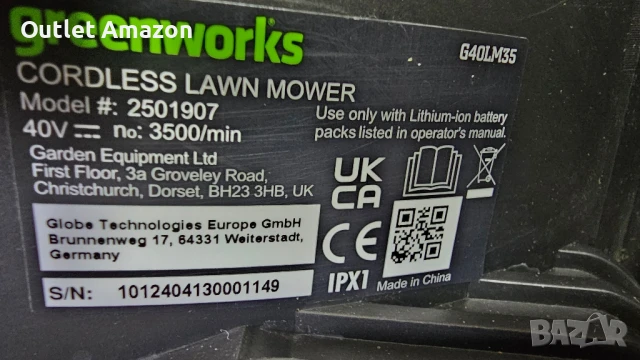 Outlet Amazon
greenworks
G40LM35
CORDLESS LAWN MOWER
Model #: 2501907
40V ⎓ no: 3500/min
Use only with Lithium-ion battery
packs listed in operator's manual.
Garden Equipment Ltd
First Floor, 3a Groveley Road,
Christchurch, Dorset, BH23 3HB, UK
UK
CA
Globe Technologies Europe GmbH
Brunnenweg 17, 64331 Weiterstadt,
Germany
CE
IPX1
Made in China
S/N: 1012404130001149
BAZAR